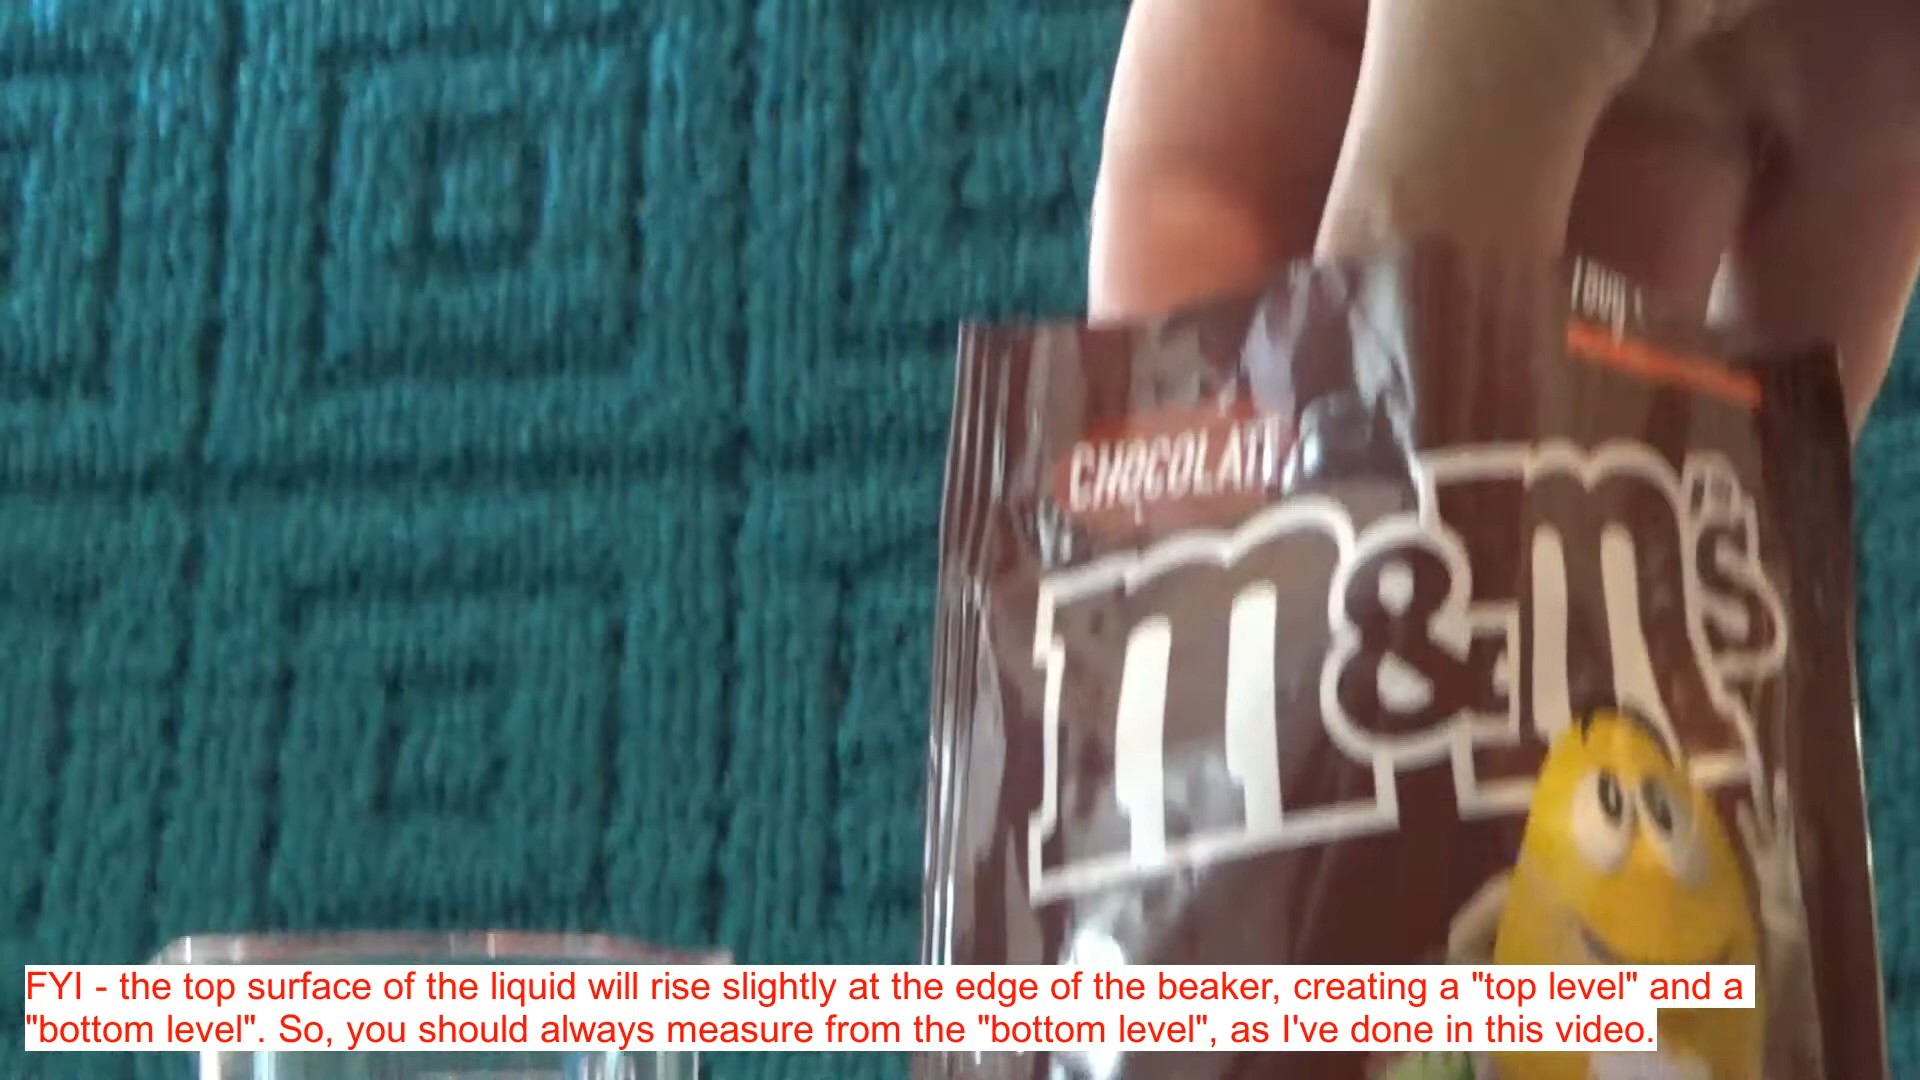 180g
CHOCOLATE
m&m's
FYI - the top surface of the liquid will rise slightly at the edge of the beaker, creating a "top level" and a
"bottom level". So, you should always measure from the "bottom level", as I've done in this video.